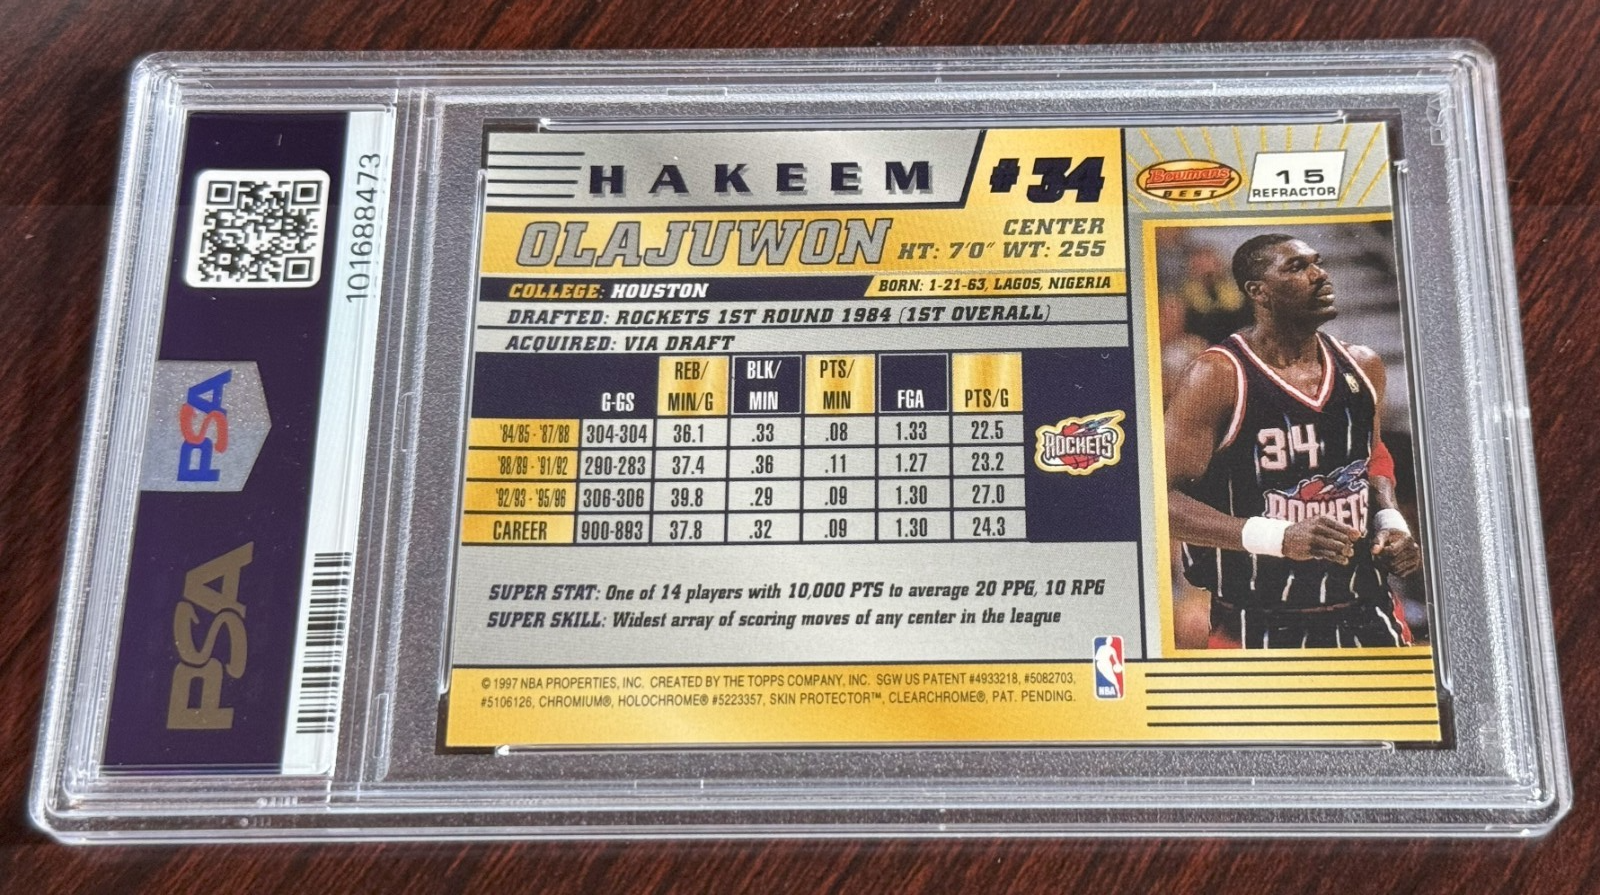 101688473
PSA
PSA
HAKEEM #34
OLAJUWON
CENTER
HT: 7'0" WT: 255
COLLEGE: HOUSTON
BORN: 1-21-63, LAGOS, NIGERIA
DRAFTED: ROCKETS 1ST ROUND 1984 (1ST OVERALL)
ACQUIRED: VIA DRAFT
G-GS REB/MIN/G BLK/MIN PTS/MIN FGA PTS/G
'84/85 - '87/88 304-304 36.1 .33 .08 1.33 22.5
'88/89 - '91/92 290-283 37.4 .36 .11 1.27 23.2
'92/93 - '95/96 306-306 39.8 .29 .09 1.30 27.0
CAREER 900-893 37.8 .32 .09 1.30 24.3
ROCKETS
SUPER STAT: One of 14 players with 10,000 PTS to average 20 PPG, 10 RPG
SUPER SKILL: Widest array of scoring moves of any center in the league
© 1997 NBA PROPERTIES, INC. CREATED BY THE TOPPS COMPANY, INC. SGW US PATENT #4933218, #5082703,
#5106126, CHROMIUM®, HOLOCHROME® #5223357, SKIN PROTECTOR™, CLEARCHROME®, PAT. PENDING.
NBA
Bowmans
BEST
15
REFRACTOR
34
ROCKETS